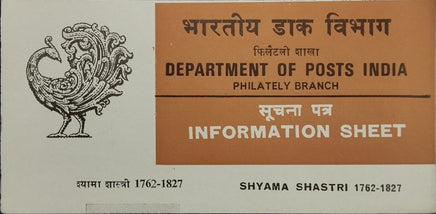 भारतीय डाक विभाग
फिलैटली शाखा
DEPARTMENT OF POSTS INDIA
PHILATELY BRANCH
सूचना पत्र
INFORMATION SHEET
श्यामा शास्त्री 1762-1827
SHYAMA SHASTRI 1762-1827